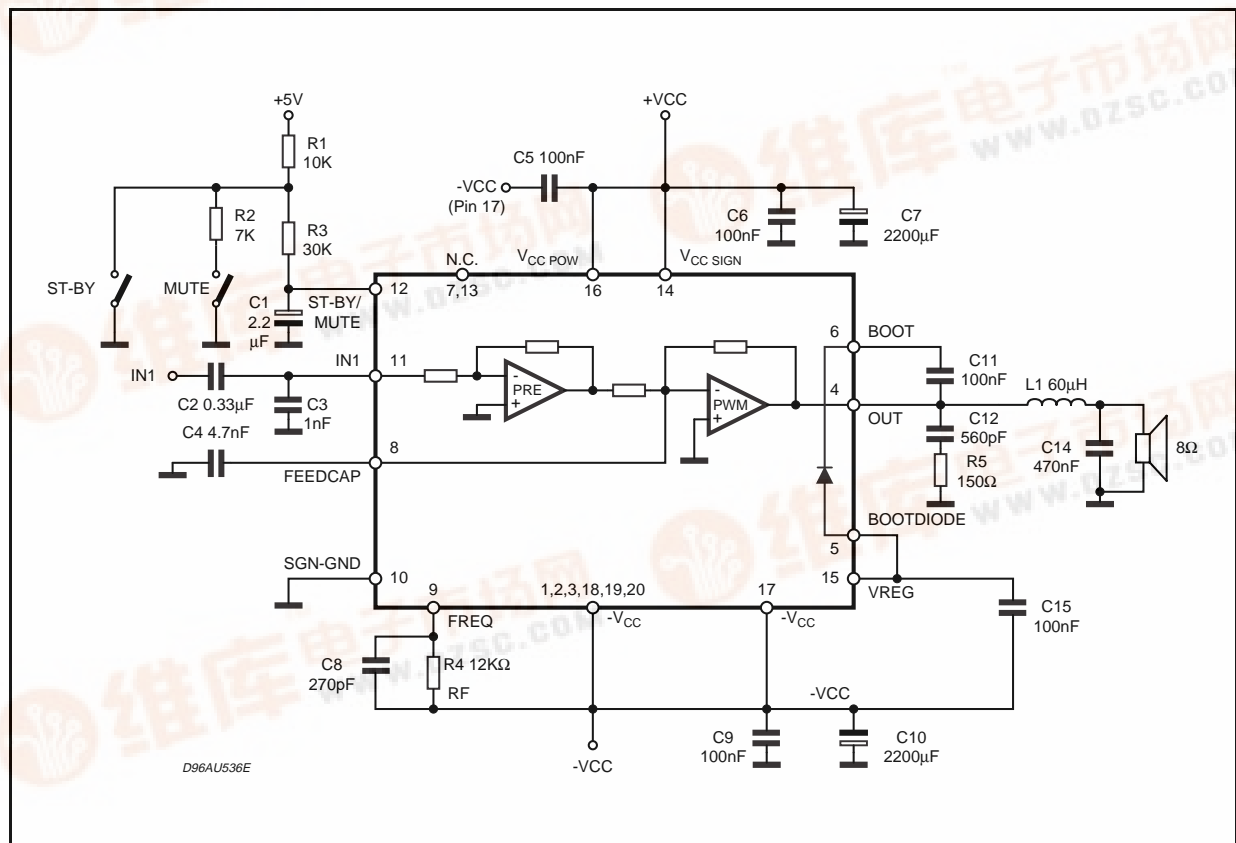 +5V
R1
10K
R2
7K
R3
30K
ST-BY
MUTE
C1
2.2
µF
ST-BY/
MUTE
12
N.C.
7,13
C5 100nF
-VCC
(Pin 17)
+VCC
C6
100nF
C7
2200µF
VCC POW
16
VCC SIGN
14
IN1
C2 0.33µF
C3
1nF
IN1
11
C4 4.7nF
FEEDCAP
8
-
+
PRE
-
+
PWM
6
BOOT
C11
100nF
4
OUT
L1 60µH
C12
560pF
R5
150Ω
C14
470nF
8Ω
BOOTDIODE
5
15
VREG
C15
100nF
SGN-GND
10
9
FREQ
1,2,3,18,19,20
-VCC
17
-VCC
C8
270pF
R4 12KΩ
RF
-VCC
C9
100nF
-VCC
C10
2200µF
D96AU536E
维库电子市场网
WWW.DZSC.COM